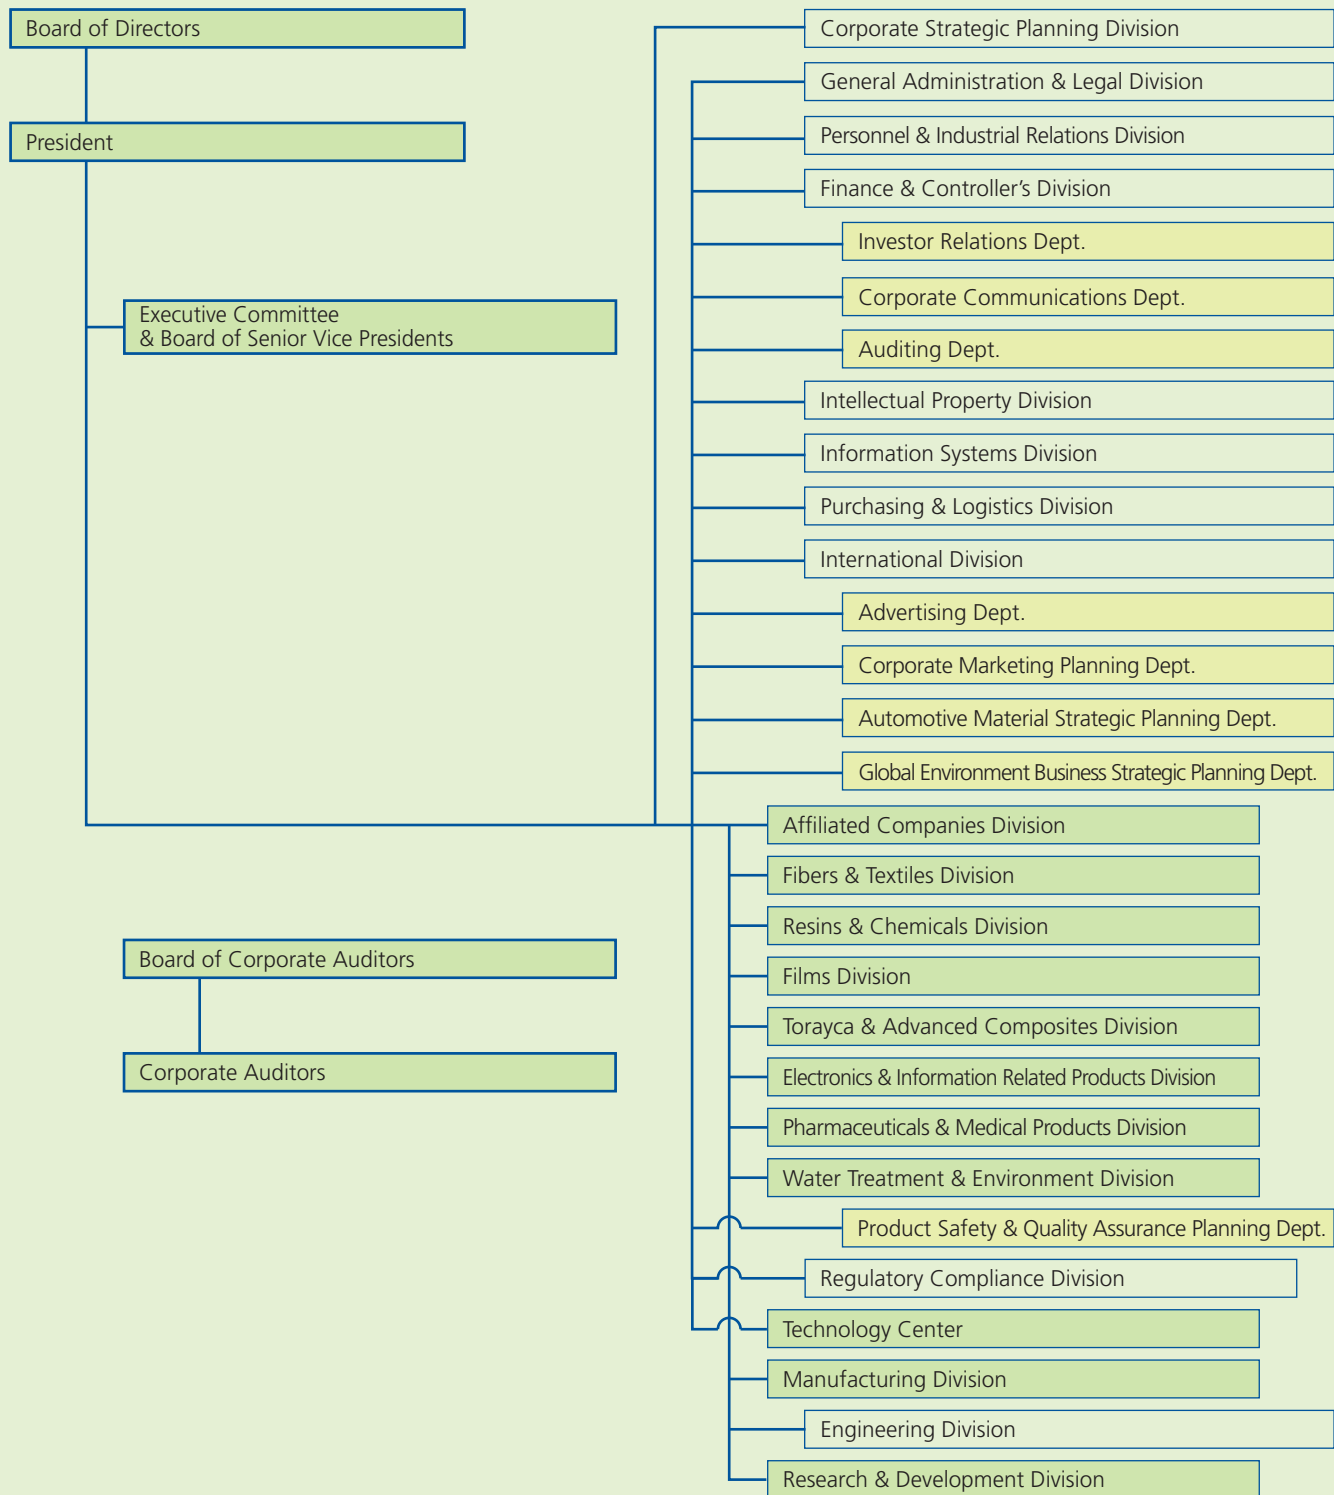 Board of Directors
President
Executive Committee
& Board of Senior Vice Presidents
Board of Corporate Auditors
Corporate Auditors
Corporate Strategic Planning Division
General Administration & Legal Division
Personnel & Industrial Relations Division
Finance & Controller’s Division
Investor Relations Dept.
Corporate Communications Dept.
Auditing Dept.
Intellectual Property Division
Information Systems Division
Purchasing & Logistics Division
International Division
Advertising Dept.
Corporate Marketing Planning Dept.
Automotive Material Strategic Planning Dept.
Global Environment Business Strategic Planning Dept.
Affiliated Companies Division
Fibers & Textiles Division
Resins & Chemicals Division
Films Division
Torayca & Advanced Composites Division
Electronics & Information Related Products Division
Pharmaceuticals & Medical Products Division
Water Treatment & Environment Division
Product Safety & Quality Assurance Planning Dept.
Regulatory Compliance Division
Technology Center
Manufacturing Division
Engineering Division
Research & Development Division